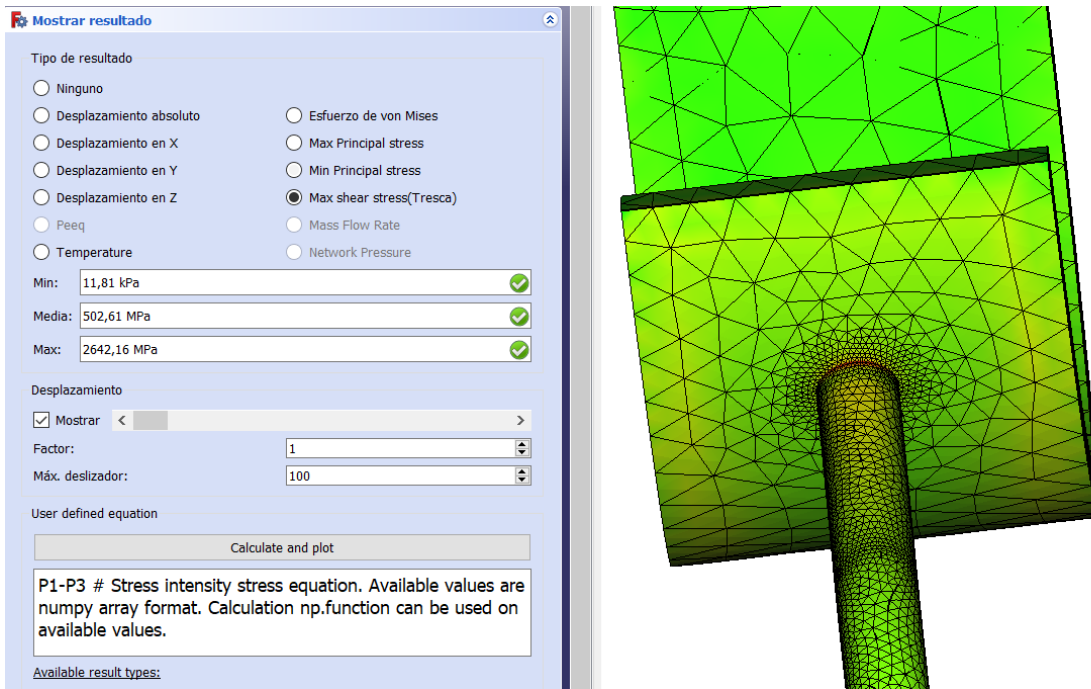 Mostrar resultado
Tipo de resultado
Ninguno
Desplazamiento absoluto
Esfuerzo de von Mises
Desplazamiento en X
Max Principal stress
Desplazamiento en Y
Min Principal stress
Desplazamiento en Z
Max shear stress(Tresca)
Peeq
Mass Flow Rate
Temperature
Network Pressure
Min: 11,81 kPa
Media: 502,61 MPa
Max: 2642,16 MPa
Desplazamiento
Mostrar
Factor: 1
Máx. deslizador: 100
User defined equation
Calculate and plot
P1-P3 # Stress intensity stress equation. Available values are
numpy array format. Calculation np.function can be used on
available values.
Available result types: